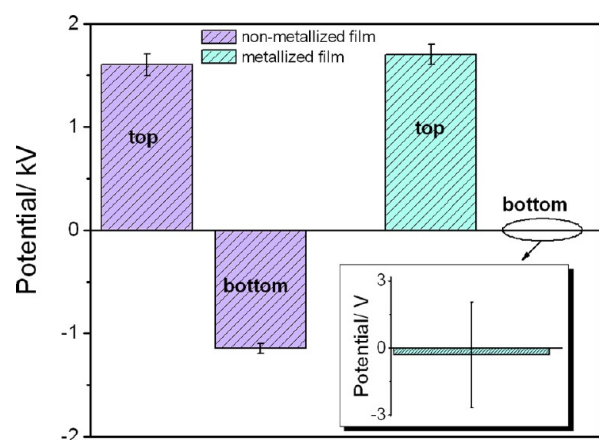 2
1
0
-1
-2
Potential/ kV
non-metallized film
metallized film
top
bottom
top
bottom
3
0
-3
Potential/ V